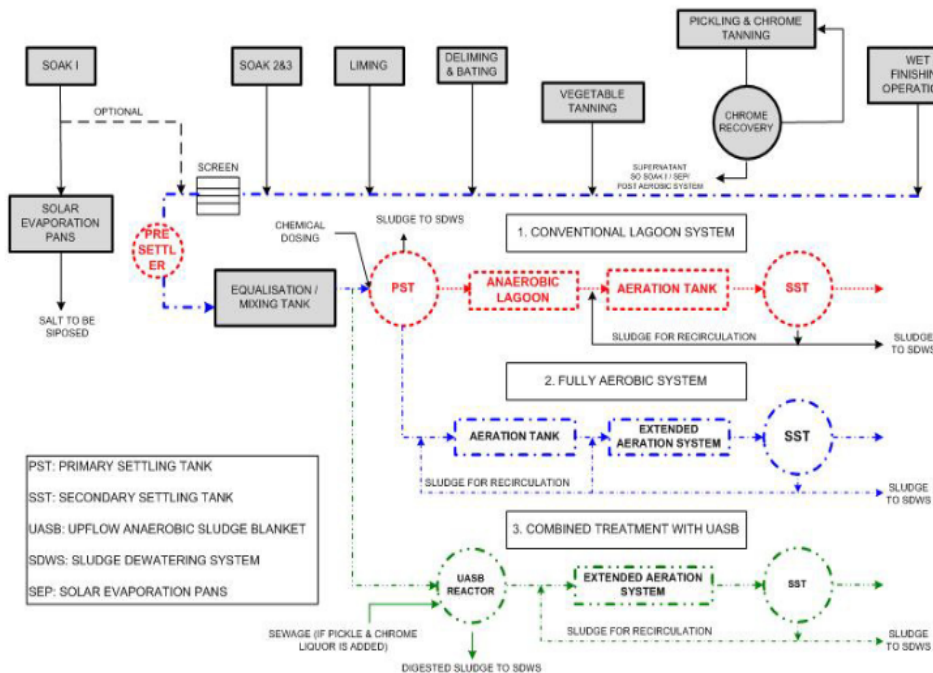 PICKLING & CHROME
TANNING
SOAK I
SOAK 2&3
LIMING
DELIMING
& BATING
WET
FINISHING
VEGETABLE
TANNING
CHROME
RECOVERY
OPTIONAL
SCREEN
SUPERNATANT
SO SOAK I / SEP/
POST AEROBIC SYSTEM
SOLAR
EVAPORATION
PANS
PRE
SETTL
ER
CHEMICAL
DOSING
SLUDGE TO SDWS
1. CONVENTIONAL LAGOON SYSTEM
EQUALISATION /
MIXING TANK
PST
ANAEROBIC
LAGOON
AERATION TANK
SST
SALT TO BE
SIPOSED
SLUDGE FOR RECIRCULATION
SLUDGE
TO SDWS
2. FULLY AEROBIC SYSTEM
AERATION TANK
EXTENDED
AERATION SYSTEM
SST
SLUDGE FOR RECIRCULATION
SLUDGE
TO SDWS
PST: PRIMARY SETTLING TANK
SST: SECONDARY SETTLING TANK
UASB: UPFLOW ANAEROBIC SLUDGE BLANKET
SDWS: SLUDGE DEWATERING SYSTEM
SEP: SOLAR EVAPORATION PANS
3. COMBINED TREATMENT WITH UASB
UASB
REACTOR
EXTENDED AERATION
SYSTEM
SST
SEWAGE (IF PICKLE & CHROME
LIQUOR IS ADDED)
SLUDGE FOR RECIRCULATION
SLUDGE
TO SDWS
DIGESTED SLUDGE TO SDWS